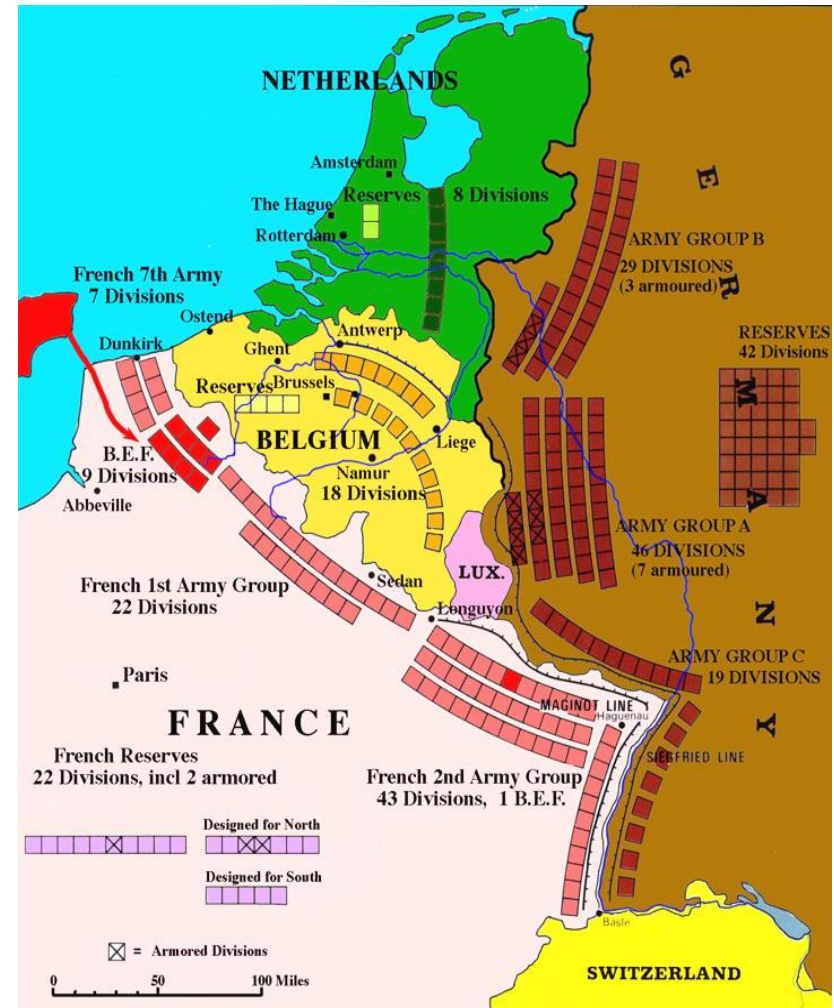 NETHERLANDS
Amsterdam
The Hague
Reserves
8 Divisions
Rotterdam
GERMANY
ARMY GROUP B
29 DIVISIONS
(3 armoured)
French 7th Army
7 Divisions
Ostend
Dunkirk
Ghent
Antwerp
Reserves
Brussels
BELGIUM
Liege
Namur
18 Divisions
RESERVES
42 Divisions
B.E.F.
9 Divisions
Abbeville
ARMY GROUP A
46 DIVISIONS
(7 armoured)
French 1st Army Group
22 Divisions
Sedan
LUX.
Longuyon
ARMY GROUP C
19 DIVISIONS
Paris
FRANCE
MAGINOT LINE
Haguenau
SIEGFRIED LINE
French Reserves
22 Divisions, incl 2 armored
French 2nd Army Group
43 Divisions, 1 B.E.F.
Designed for North
Designed for South
Basle
= Armored Divisions
0 50 100 Miles
SWITZERLAND